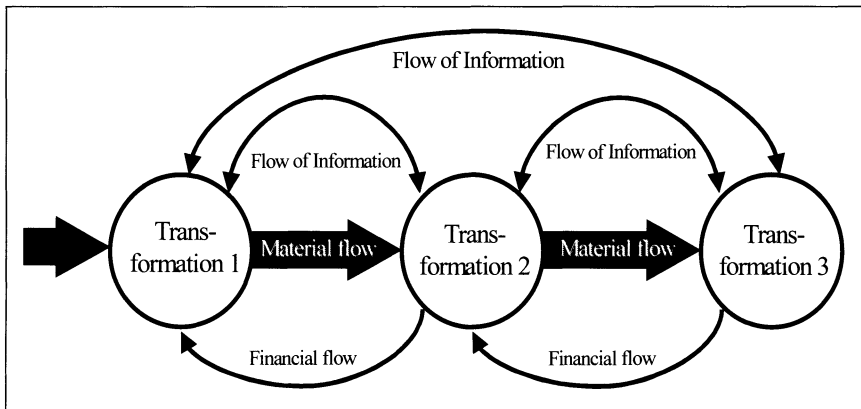 Flow of Information
Flow of Information
Flow of Information
Trans-
formation 1
Material flow
Trans-
formation 2
Material flow
Trans-
formation 3
Financial flow
Financial flow